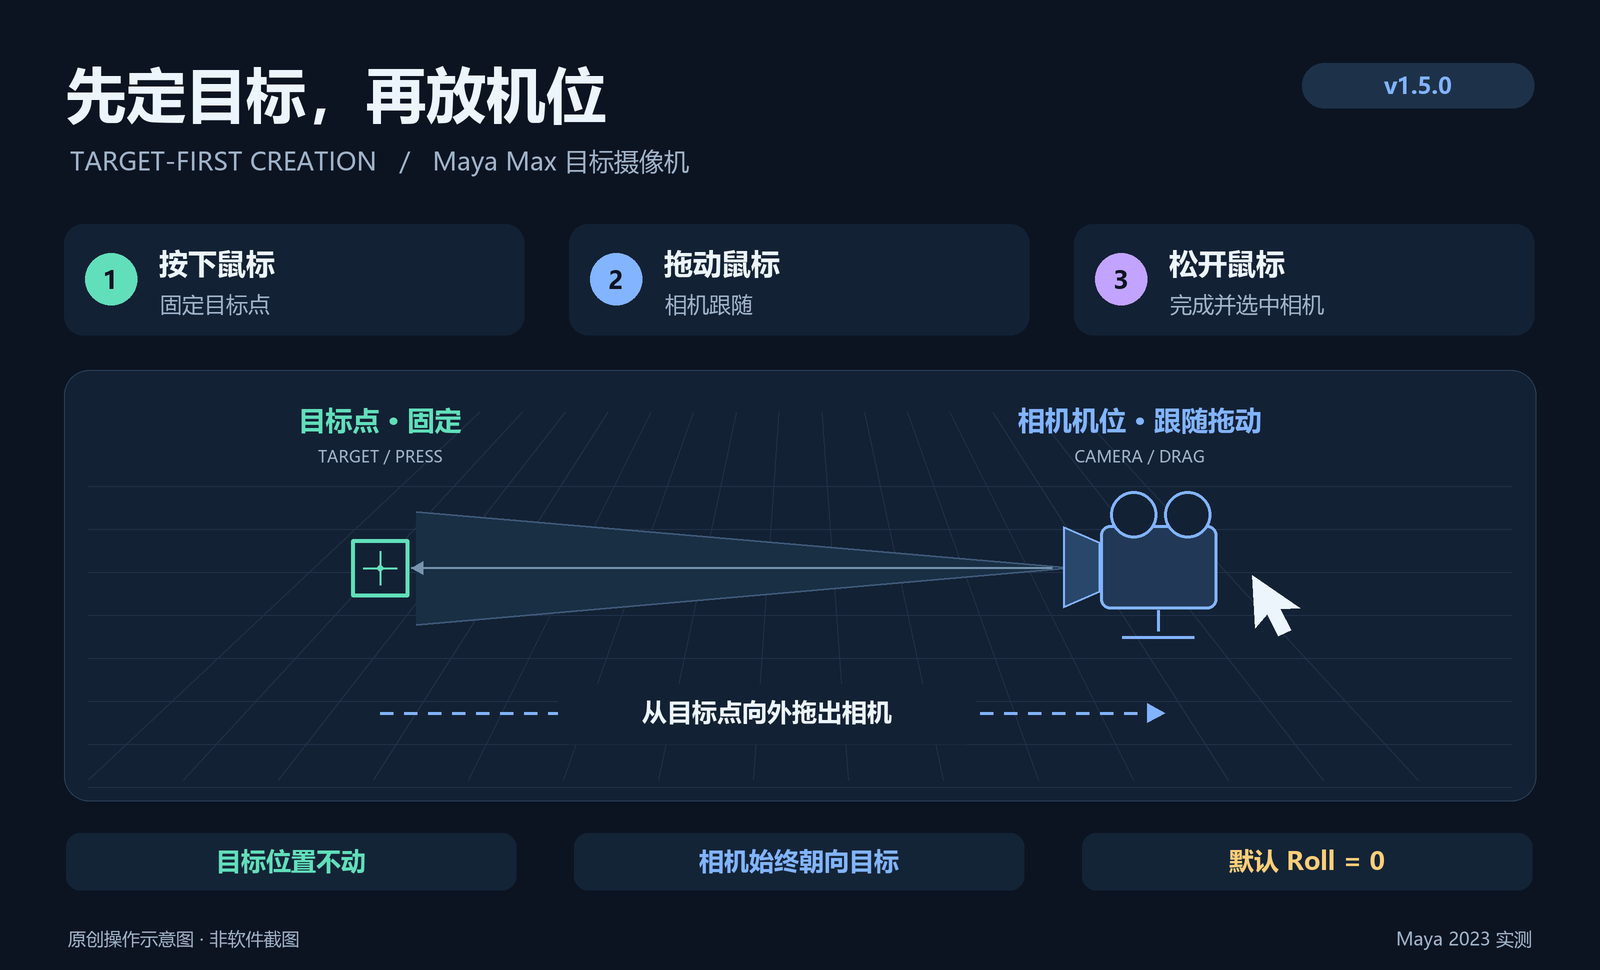 先定目标，再放机位
v1.5.0
TARGET-FIRST CREATION / Maya Max 目标摄像机
1
按下鼠标
固定目标点
2
拖动鼠标
相机跟随
3
松开鼠标
完成并选中相机
目标点 · 固定
TARGET / PRESS
相机机位 · 跟随拖动
CAMERA / DRAG
从目标点向外拖出相机
目标位置不动
相机始终朝向目标
默认 Roll = 0
原创操作示意图 · 非软件截图
Maya 2023 实测